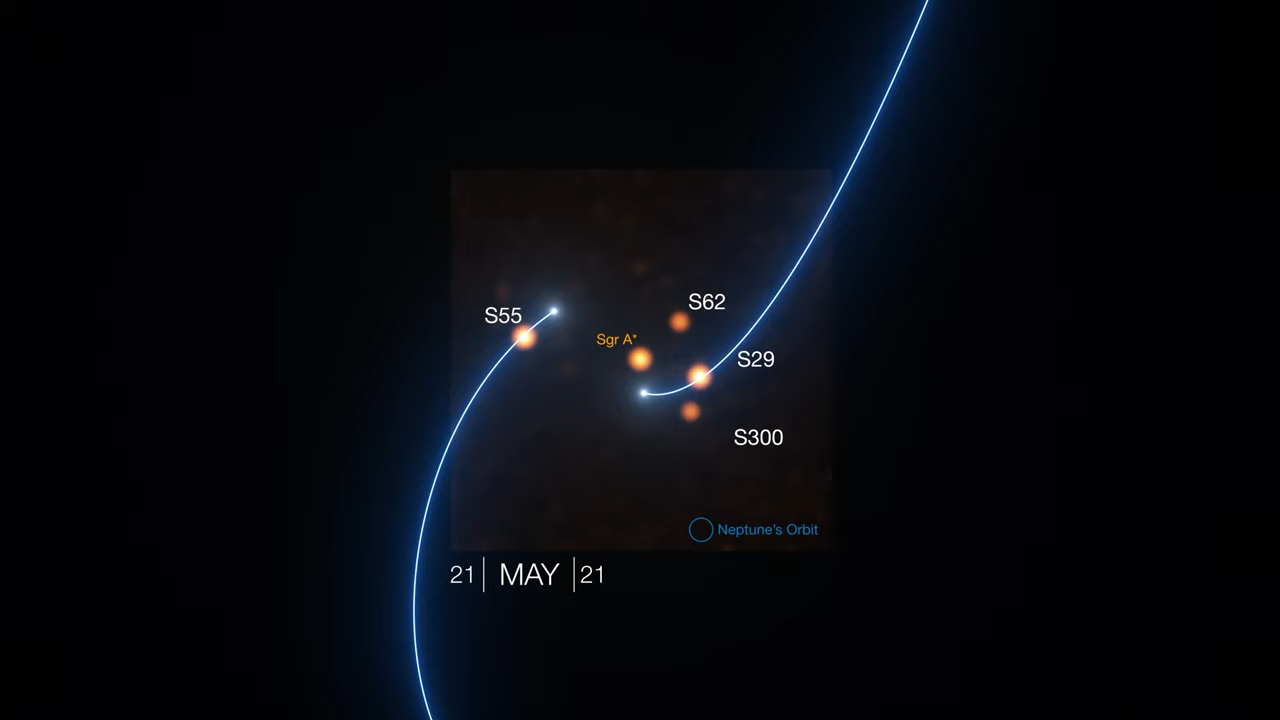 S62
S55
Sgr A*
S29
S300
Neptune's Orbit
21 | MAY | 21